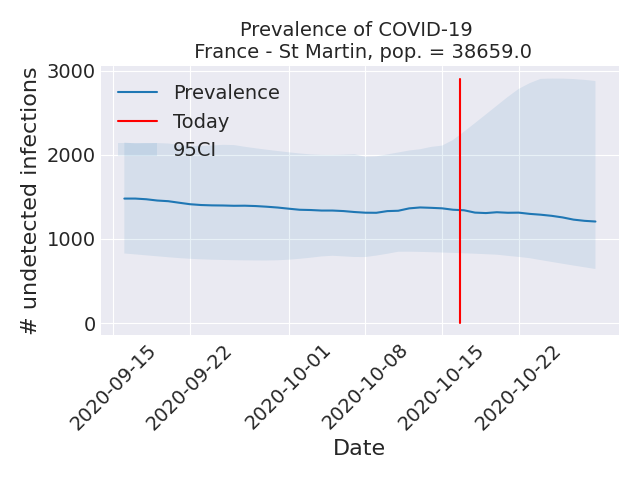 Prevalence of COVID-19
France - St Martin, pop. = 38659.0
# undetected infections
3000
2000
1000
0
Prevalence
Today
95CI
2020-09-15
2020-09-22
2020-10-01
2020-10-08
2020-10-15
2020-10-22
Date